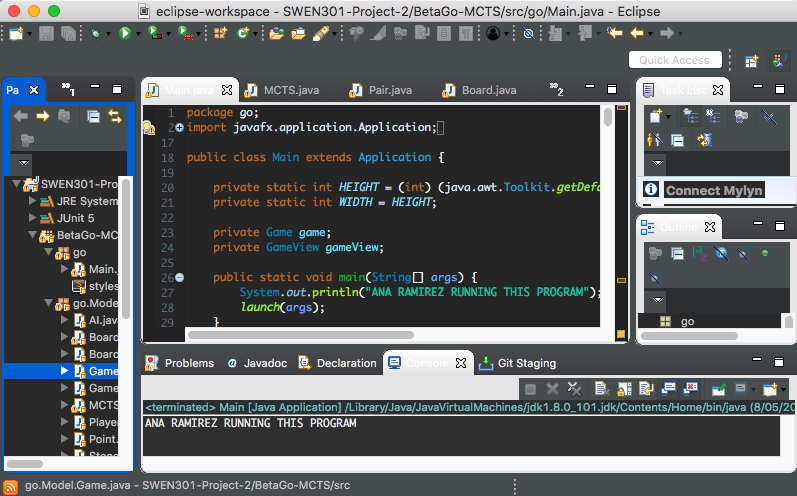 eclipse-workspace - SWEN301-Project-2/BetaGo-MCTS/src/go/Main.java - Eclipse
Quick Access
Pa
»1
Main.java
MCTS.java
Pair.java
Board.java
»2
Task List
1 package go;
2 import javafx.application.Application;
17
18 public class Main extends Application {
19
20 private static int HEIGHT = (int) (java.awt.Toolkit.getDefa
21 private static int WIDTH = HEIGHT;
22
23 private Game game;
24 private GameView gameView;
25
26 public static void main(String[] args) {
27 System.out.println("ANA RAMIREZ RUNNING THIS PROGRAM");
28 launch(args);
29 }
SWEN301-Pro
JRE System
JUnit 5
BetaGo-MC
go
Main.j
styles
go.Model
AI.java
Board
Board
Game
Game
MCTS
Player
Point.
Stone
Connect Mylyn
Outline
go
Problems
Javadoc
Declaration
Console
Git Staging
<terminated> Main [Java Application] /Library/Java/JavaVirtualMachines/jdk1.8.0_101.jdk/Contents/Home/bin/java (8/05/20
ANA RAMIREZ RUNNING THIS PROGRAM
go.Model.Game.java - SWEN301-Project-2/BetaGo-MCTS/src